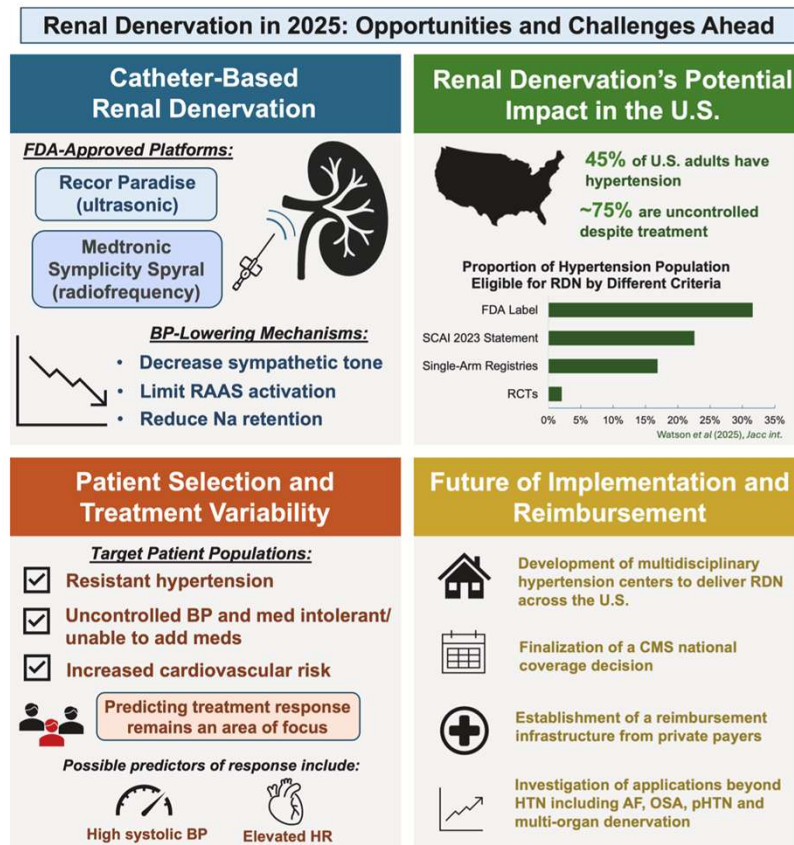 Renal Denervation in 2025: Opportunities and Challenges Ahead
Catheter-Based
Renal Denervation
FDA-Approved Platforms:
Recor Paradise
(ultrasonic)
Medtronic
Symplicity Spyral
(radiofrequency)
BP-Lowering Mechanisms:
• Decrease sympathetic tone
• Limit RAAS activation
• Reduce Na retention
Renal Denervation's Potential
Impact in the U.S.
45% of U.S. adults have
hypertension
~75% are uncontrolled
despite treatment
Proportion of Hypertension Population
Eligible for RDN by Different Criteria
FDA Label
SCAI 2023 Statement
Single-Arm Registries
RCTs
0% 5% 10% 15% 20% 25% 30% 35%
Watson et al (2025), Jacc int.
Patient Selection and
Treatment Variability
Target Patient Populations:
Resistant hypertension
Uncontrolled BP and med intolerant/
unable to add meds
Increased cardiovascular risk
Predicting treatment response
remains an area of focus
Possible predictors of response include:
High systolic BP
Elevated HR
Future of Implementation and
Reimbursement
Development of multidisciplinary
hypertension centers to deliver RDN
across the U.S.
Finalization of a CMS national
coverage decision
Establishment of a reimbursement
infrastructure from private payers
Investigation of applications beyond
HTN including AF, OSA, pHTN and
multi-organ denervation